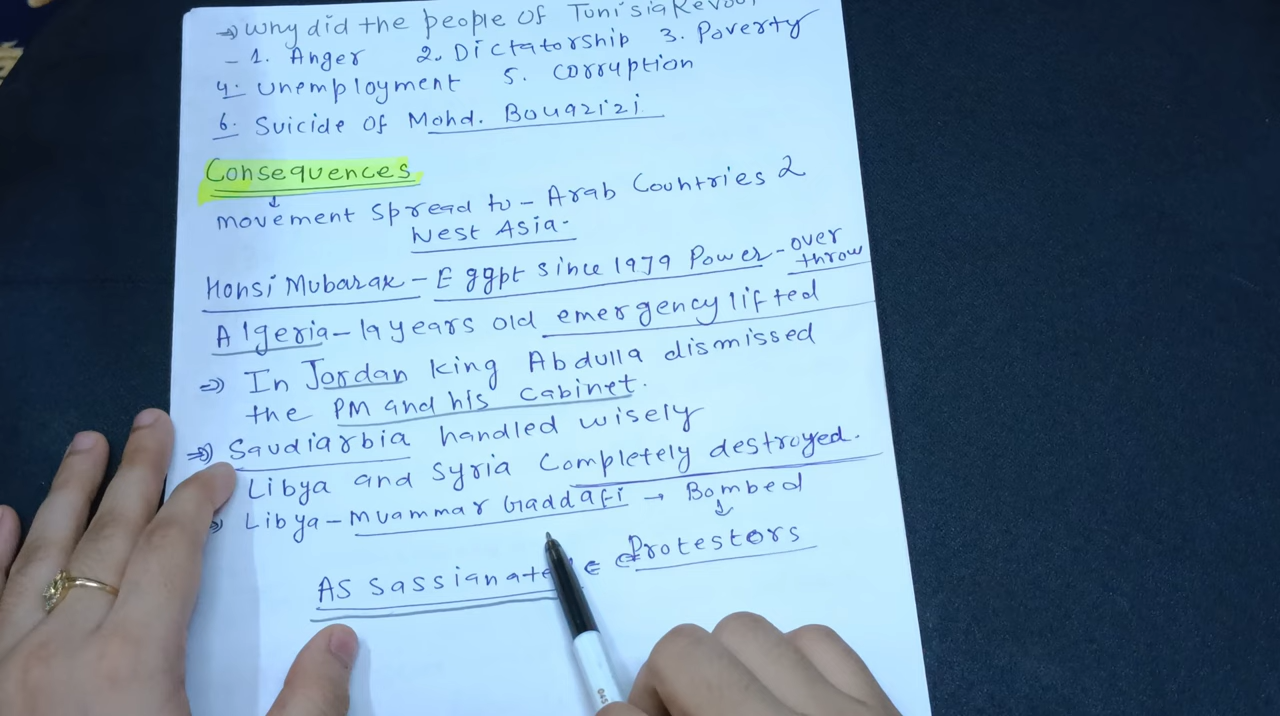 ⇒ Why did the people of Tunisia Revol
- 1. Anger 2. Dictatorship 3. Poverty
4. Unemployment 5. Corruption
6. Suicide of Mohd. Bouazizi
Consequences
↓
movement spread to - Arab Countries 2
West Asia-
Honsi Mubarak - Egypt since 1979 Power - over
throw
Algeria - 19 years old emergency lifted
⇒ In Jordan King Abdulla dismissed
the PM and his cabinet.
⇒ Saudiarbia handled wisely
Libya and Syria completely destroyed.
⇒ Libya - Muammar Gaddafi → Bombed
↓
Protestors
AS sassianate
045